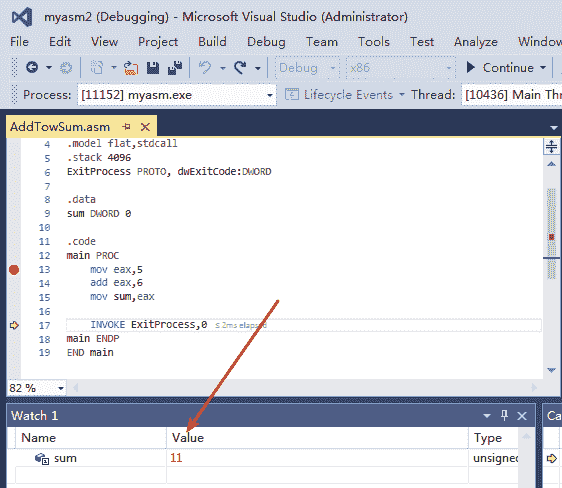 myasm2 (Debugging) - Microsoft Visual Studio (Administrator)
File Edit View Project Build Debug Team Tools Test Analyze Window
Debug x86 Continue
Process: [11152] myasm.exe Lifecycle Events Thread: [10436] Main Thr
AddTowSum.asm
4 .model flat,stdcall
5 .stack 4096
6 ExitProcess PROTO, dwExitCode:DWORD
7
8 .data
9 sum DWORD 0
10
11 .code
12 main PROC
13 mov eax,5
14 add eax,6
15 mov sum,eax
16
17 INVOKE ExitProcess,0 ≤2ms elapsed
18 main ENDP
19 END main
82 %
Watch 1 Ca
Name Value Type
sum 11 unsigned